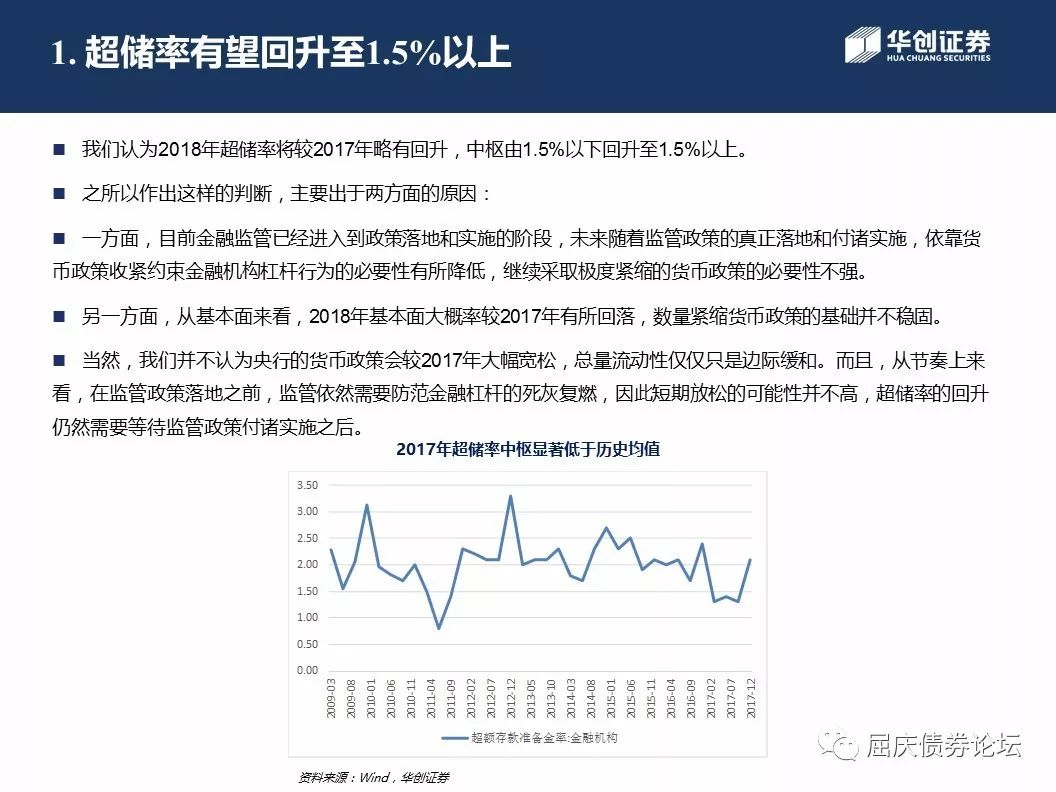 1. 超储率有望回升至1.5%以上
华创证券
HUA CHUANG SECURITIES
■ 我们认为2018年超储率将较2017年略有回升，中枢由1.5%以下回升至1.5%以上。
■ 之所以作出这样的判断，主要出于两方面的原因：
■ 一方面，目前金融监管已经进入到政策落地和实施的阶段，未来随着监管政策的真正落地和付诸实施，依靠货
币政策收紧约束金融机构杠杆行为的必要性有所降低，继续采取极度紧缩的货币政策的必要性不强。
■ 另一方面，从基本面来看，2018年基本面大概率较2017年有所回落，数量紧缩货币政策的基础并不稳固。
■ 当然，我们并不认为央行的货币政策会较2017年大幅宽松，总量流动性仅仅只是边际缓和。而且，从节奏上来
看，在监管政策落地之前，监管依然需要防范金融杠杆的死灰复燃，因此短期放松的可能性并不高，超储率的回升
仍然需要等待监管政策付诸实施之后。
2017年超储率中枢显著低于历史均值
3.50
3.00
2.50
2.00
1.50
1.00
0.50
0.00
2009-03
2009-08
2010-01
2010-06
2010-11
2011-04
2011-09
2012-02
2012-07
2012-12
2013-05
2013-10
2014-03
2014-08
2015-01
2015-06
2015-11
2016-04
2016-09
2017-02
2017-07
2017-12
超额存款准备金率:金融机构
屈庆债券论坛
资料来源：Wind，华创证券